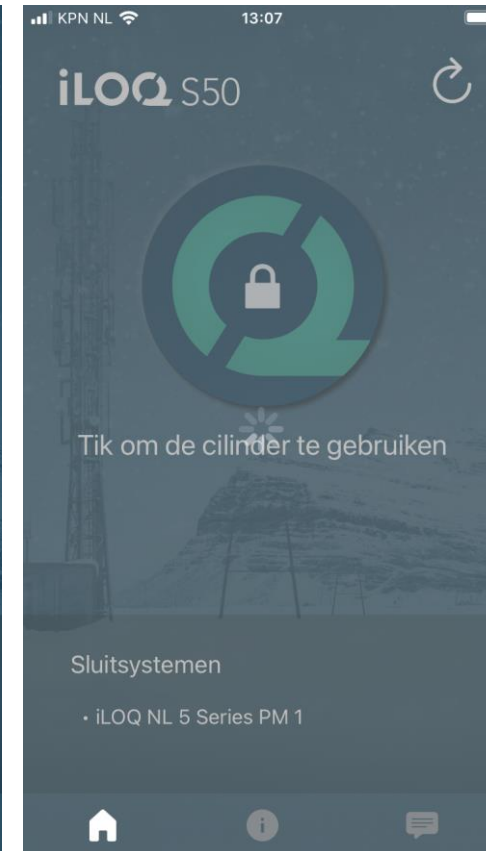 KPN NL
13:07
iLOQ S50
Tik om de cilinder te gebruiken
Sluitsystemen
• iLOQ NL 5 Series PM 1